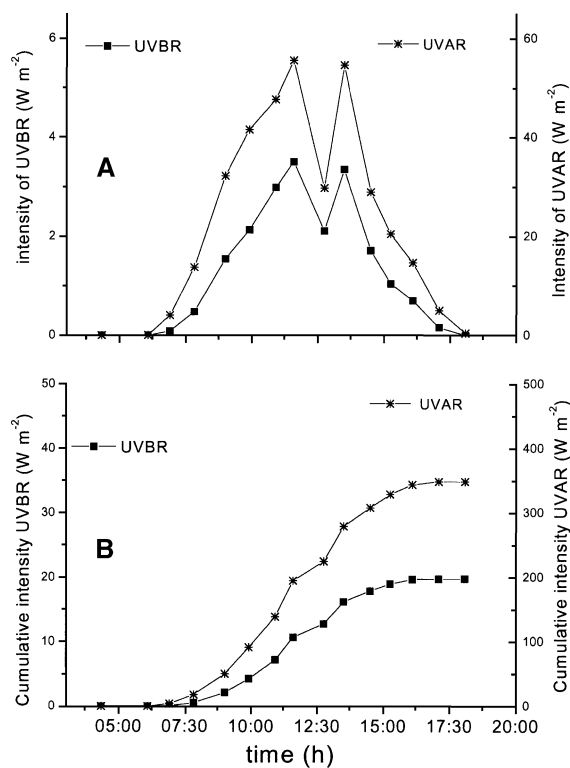 6
4
2
0
60
40
20
0
UVBR
UVAR
A
intensity of UVBR (W m-2)
Intensity of UVAR (W m-2)
50
40
30
20
10
0
500
400
300
200
100
0
UVAR
UVBR
B
Cumulative intensity UVBR (W m-2)
Cumulative intensity UVAR (W m-2)
05:00 07:30 10:00 12:30 15:00 17:30 20:00
time (h)